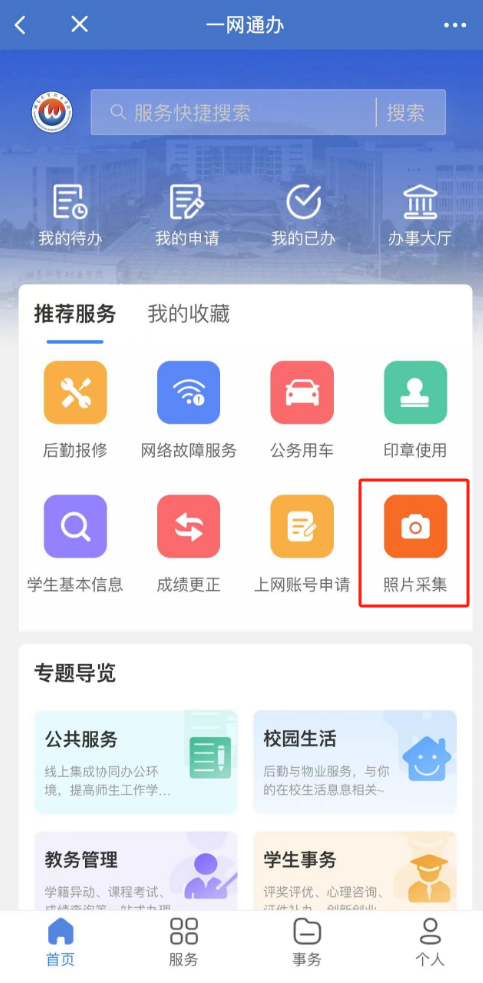 一网通办
服务快捷搜索
搜索
我的待办
我的申请
我的已办
办事大厅
推荐服务
我的收藏
后勤报修
网络故障服务
公务用车
印章使用
学生基本信息
成绩更正
上网账号申请
照片采集
专题导览
公共服务
线上集成协同办公环
境，提高师生工作学...
校园生活
后勤与物业服务，与你
的在校生活息息相关~
教务管理
学籍异动、课程考试、
学生事务
评奖评优、心理咨询、
首页
服务
事务
个人